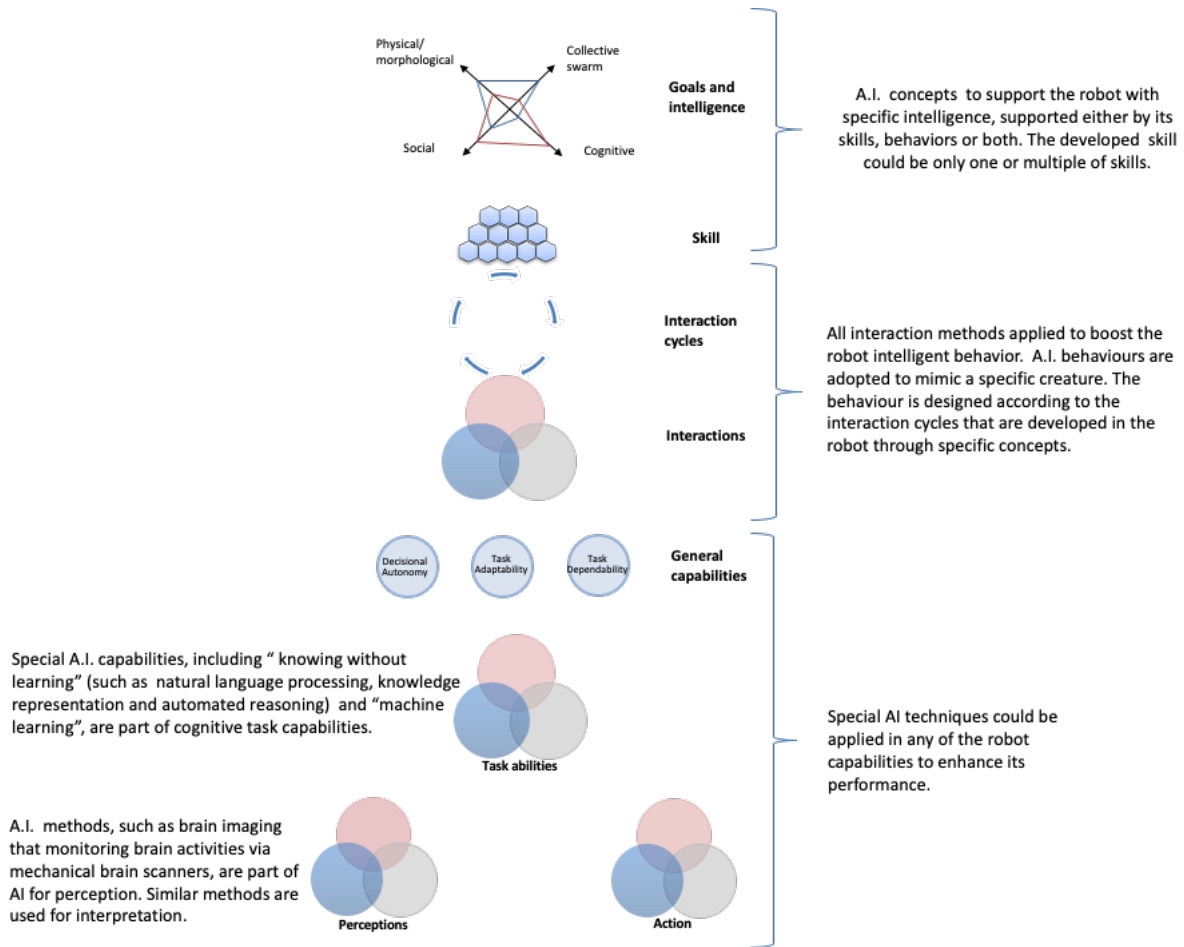 Physical/
morphological
Collective
swarm
Social
Cognitive
Goals and
intelligence
A.I.  concepts  to support the robot with
specific intelligence, supported either by its
skills, behaviors or both. The developed  skill
could be only one or multiple of skills.
Skill
Interaction
cycles
Interactions
All interaction methods applied to boost the
robot intelligent behavior.  A.I. behaviours are
adopted to mimic a specific creature. The
behaviour is designed according to the
interaction cycles that are developed in the
robot through specific concepts.
Decisional
Autonomy
Task
Adaptability
Task
Dependability
General
capabilities
Special A.I. capabilities, including “ knowing without
learning” (such as  natural language processing, knowledge
representation and automated reasoning)  and “machine
learning”, are part of cognitive task capabilities.
Task abilities
Special AI techniques could be
applied in any of the robot
capabilities to enhance its
performance.
A.I.  methods, such as brain imaging
that monitoring brain activities via
mechanical brain scanners, are part of
AI for perception. Similar methods are
used for interpretation.
Perceptions
Action